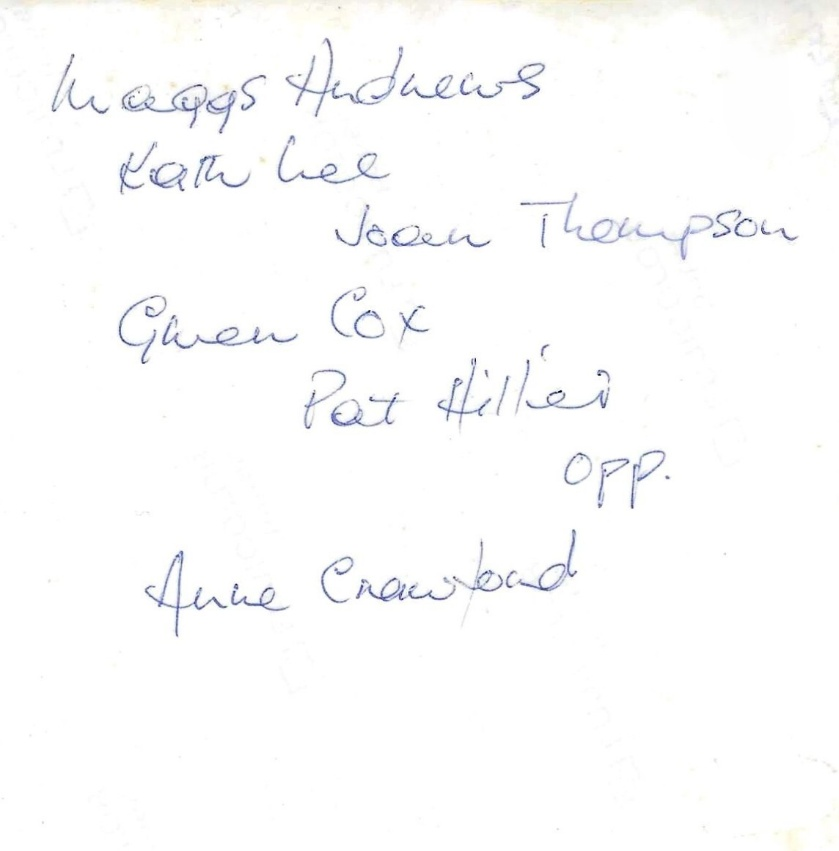 Maggs Andrews
Kath Lee
Joan Thompson
Gwen Cox
Pat Hillier
OPP.
Anne Crawford